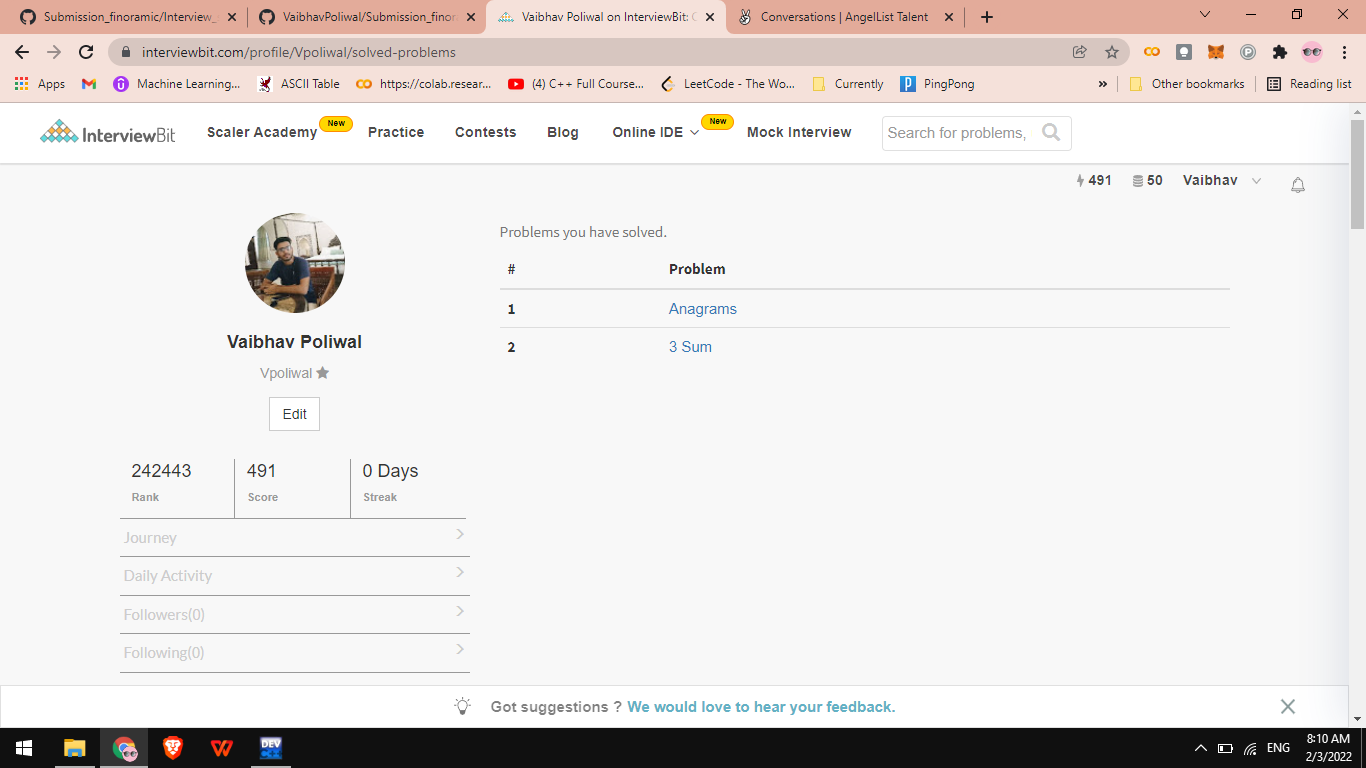 Submission_finoramic/Interview_
VaibhavPoliwal/Submission_finor
Vaibhav Poliwal on InterviewBit: C
Conversations | AngelList Talent
interviewbit.com/profile/Vpoliwal/solved-problems
Apps
Machine Learning...
ASCII Table
https://colab.resear...
(4) C++ Full Course...
LeetCode - The Wo...
Currently
PingPong
»
Other bookmarks
Reading list
InterviewBit
Scaler Academy
New
Practice
Contests
Blog
Online IDE
New
Mock Interview
Search for problems,
491
50
Vaibhav
Problems you have solved.
# Problem
1 Anagrams
2 3 Sum
Vaibhav Poliwal
Vpoliwal
Edit
242443
Rank
491
Score
0 Days
Streak
Journey
Daily Activity
Followers(0)
Following(0)
Got suggestions ? We would love to hear your feedback.
DEV
ENG
8:10 AM
2/3/2022